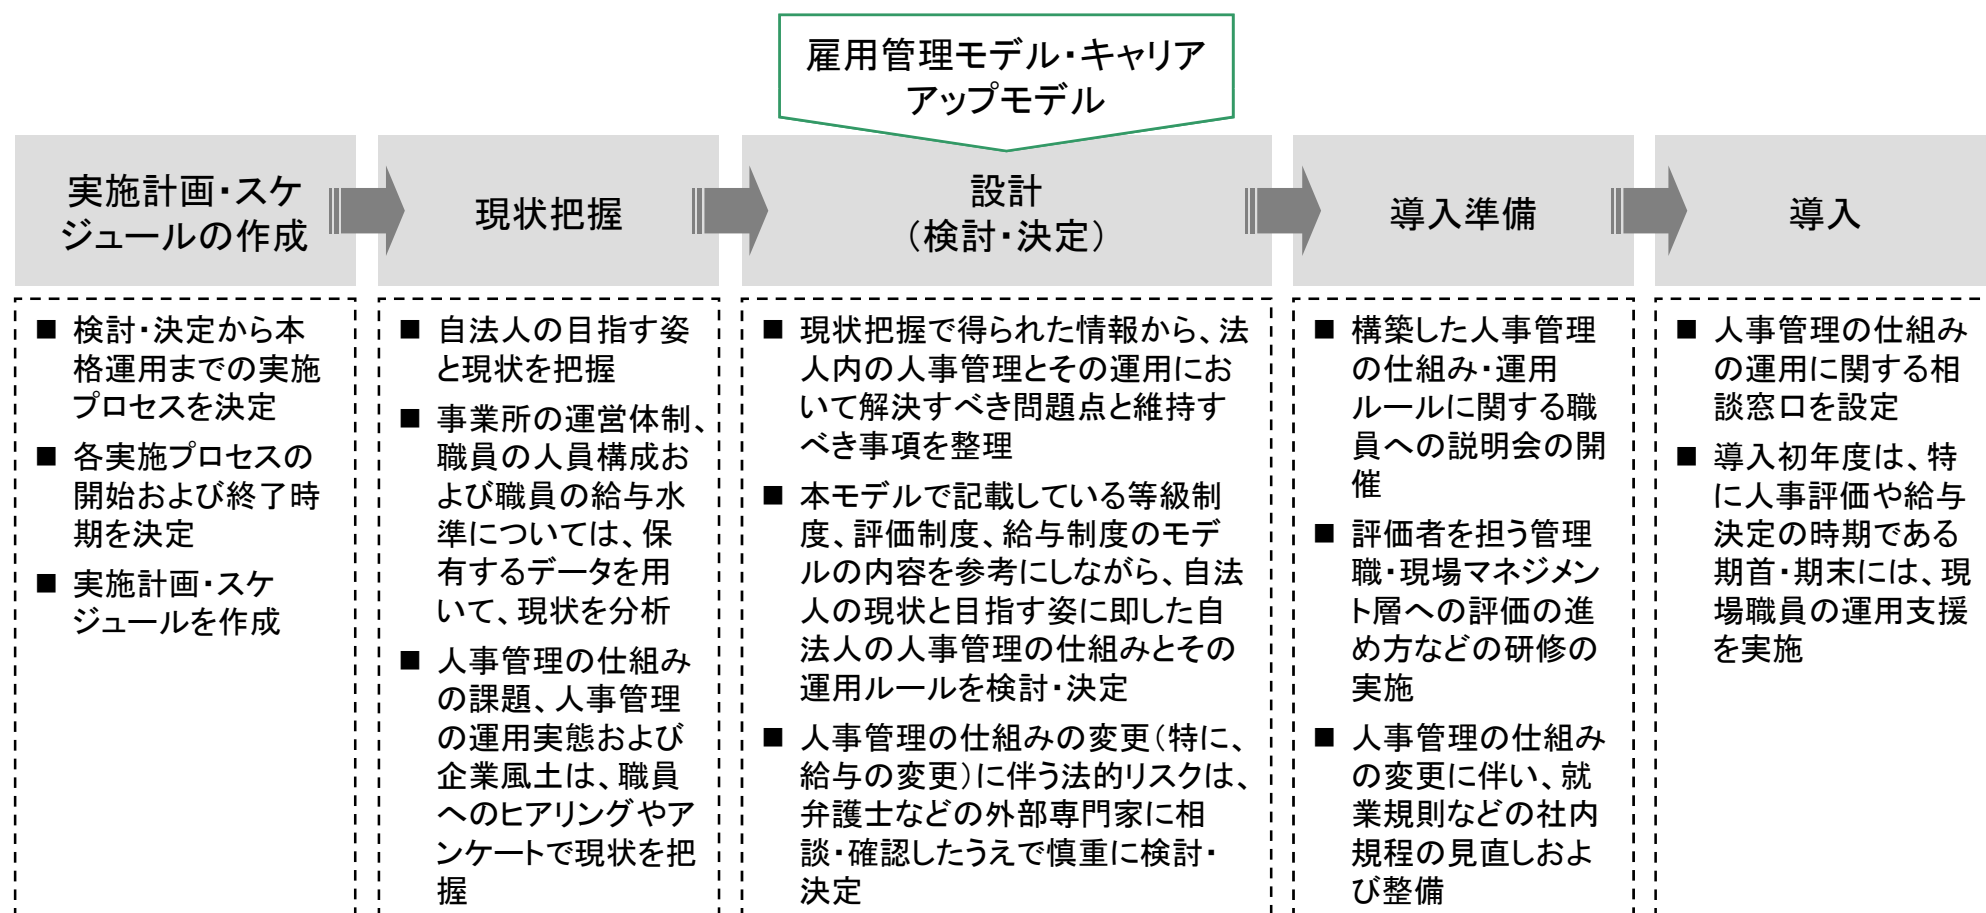 雇用管理モデル・キャリア
アップモデル
実施計画・スケ
ジュールの作成
現状把握
設計
（検討・決定）
導入準備
導入
■ 検討・決定から本
格運用までの実施
プロセスを決定
■ 各実施プロセスの
開始および終了時
期を決定
■ 実施計画・スケ
ジュールを作成
■ 自法人の目指す姿
と現状を把握
■ 事業所の運営体制、
職員の人員構成お
よび職員の給与水
準については、保
有するデータを用
いて、現状を分析
■ 人事管理の仕組み
の課題、人事管理
の運用実態および
企業風土は、職員
へのヒアリングやア
ンケートで現状を把
握
■ 現状把握で得られた情報から、法
人内の人事管理とその運用にお
いて解決すべき問題点と維持す
べき事項を整理
■ 本モデルで記載している等級制
度、評価制度、給与制度のモデ
ルの内容を参考にしながら、自法
人の現状と目指す姿に即した自
法人の人事管理の仕組みとその
運用ルールを検討・決定
■ 人事管理の仕組みの変更（特に、
給与の変更）に伴う法的リスクは、
弁護士などの外部専門家に相
談・確認したうえで慎重に検討・
決定
■ 構築した人事管理
の仕組み・運用
ルールに関する職
員への説明会の開
催
■ 評価者を担う管理
職・現場マネジメン
ト層への評価の進
め方などの研修の
実施
■ 人事管理の仕組み
の変更に伴い、就
業規則などの社内
規程の見直しおよ
び整備
■ 人事管理の仕組み
の運用に関する相
談窓口を設定
■ 導入初年度は、特
に人事評価や給与
決定の時期である
期首・期末には、現
場職員の運用支援
を実施